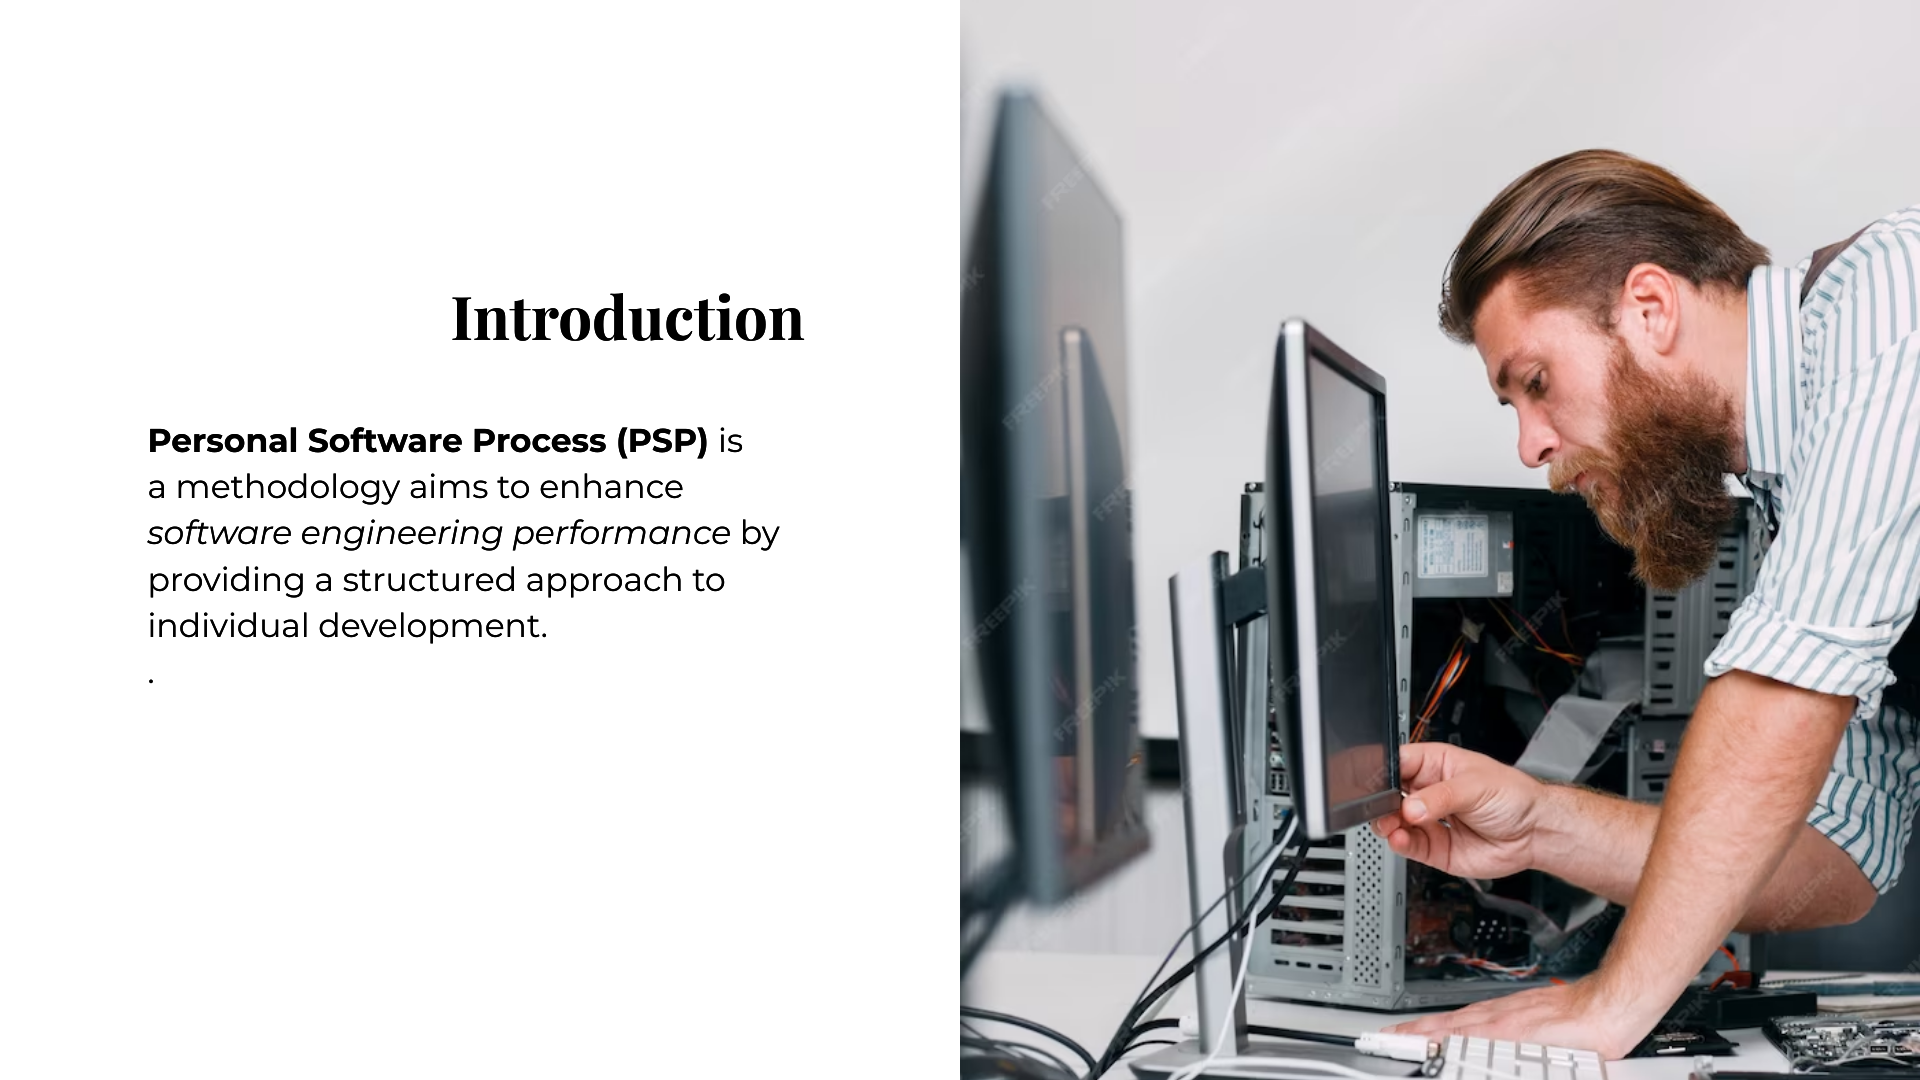 Introduction
Personal Software Process (PSP) is
a methodology aims to enhance
software engineering performance by
providing a structured approach to
individual development.
.
FREEPIK